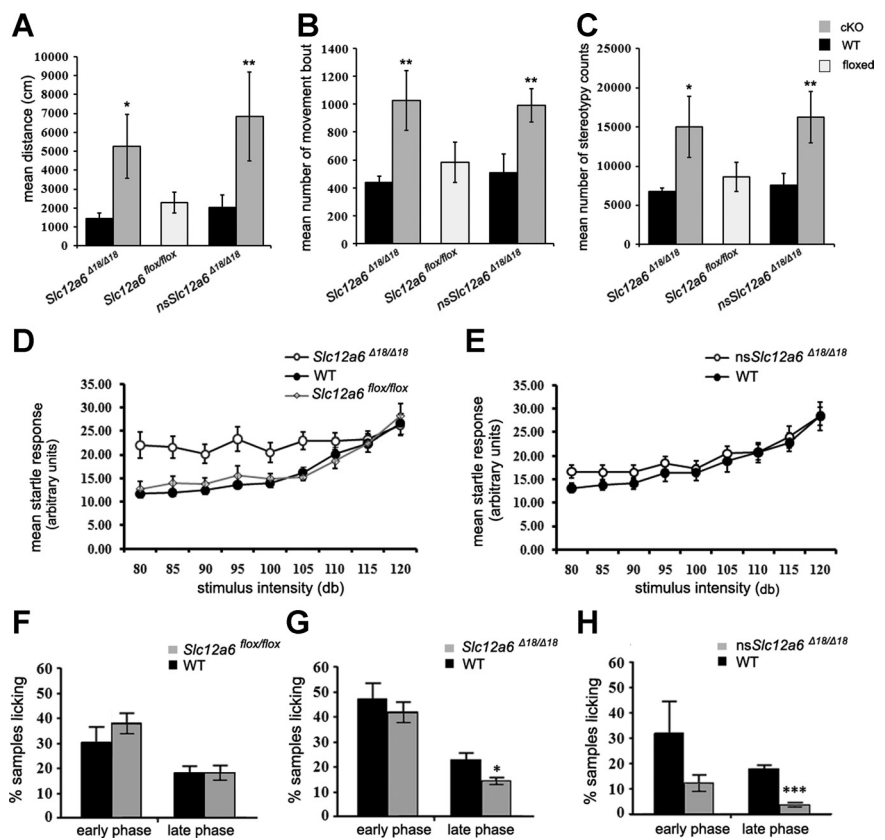 A
mean distance (cm)
10000
9000
8000
7000
6000
5000
4000
3000
2000
1000
0
*
**
Slc12a6 Δ18/Δ18
Slc12a6 flox/flox
nsSlc12a6 Δ18/Δ18
B
mean number of movement bout
1400
1200
1000
800
600
400
200
0
**
**
Slc12a6 Δ18/Δ18
Slc12a6 flox/flox
nsSlc12a6 Δ18/Δ18
C
mean number of stereotypy counts
25000
20000
15000
10000
5000
0
*
**
Slc12a6 Δ18/Δ18
Slc12a6 flox/flox
nsSlc12a6 Δ18/Δ18
cKO
WT
floxed
D
Slc12a6 Δ18/Δ18
WT
Slc12a6 flox/flox
mean startle response
(arbitrary units)
35.00
30.00
25.00
20.00
15.00
10.00
5.00
0.00
80 85 90 95 100 105 110 115 120
stimulus intensity (db)
E
nsSlc12a6 Δ18/Δ18
WT
mean startle response
(arbitrary units)
35.00
30.00
25.00
20.00
15.00
10.00
5.00
0.00
80 85 90 95 100 105 110 115 120
stimulus intensity (db)
F
Slc12a6 flox/flox
WT
% samples licking
60
50
40
30
20
10
0
early phase late phase
G
Slc12a6 Δ18/Δ18
WT
% samples licking
60
50
40
30
20
10
0
*
early phase late phase
H
nsSlc12a6 Δ18/Δ18
WT
% samples licking
60
50
40
30
20
10
0
***
early phase late phase